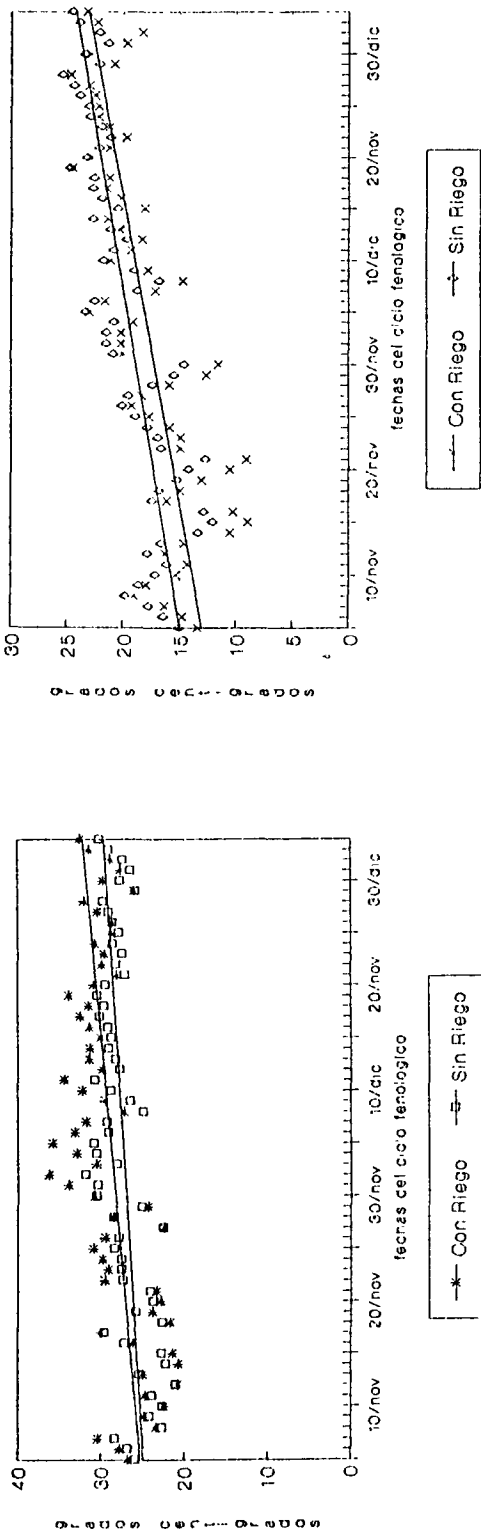 40
30
20
10
0
grados centigrados
10/nov
20/nov
30/nov
10/dic
20/nov
30/dic
fechas del ciclo fenologico
Con Riego
Sin Riego
30
25
20
15
10
5
0
grados centigrados
10/nov
20/nov
30/nov
10/dic
20/nov
30/dic
fechas del ciclo fenologico
Con Riego
Sin Riego